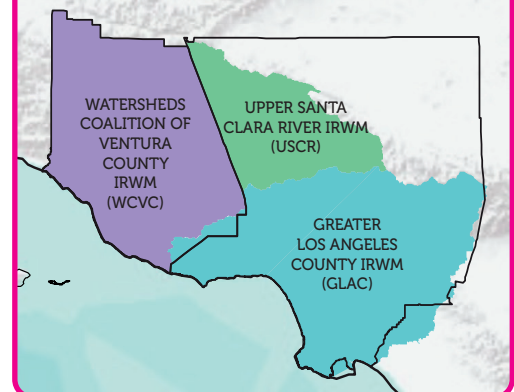 WATERSHEDS
COALITION OF
VENTURA
COUNTY
IRWM
(WCVC)
UPPER SANTA
CLARA RIVER IRWM
(USCR)
GREATER
LOS ANGELES
COUNTY IRWM
(GLAC)